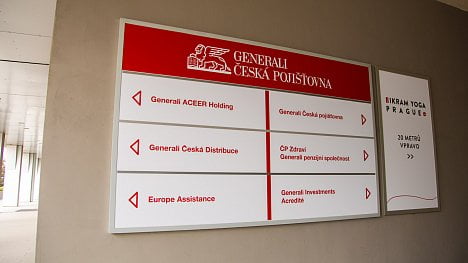 GENERALI
ČESKÁ POJIŠŤOVNA
Generali ACEER Holding
Generali Česká pojišťovna
Generali Česká Distribuce
ČP Zdraví
Generali penzijní společnost
Europe Assistance
Generali Investments
Acredité
BIKRAM YOGA
PRAGUE
20 METRŮ
VPRAVO
>>